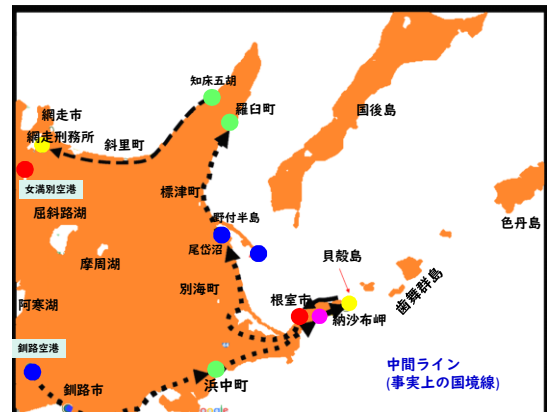 知床五胡
羅臼町
国後島
網走市
網走刑務所
斜里町
女満別空港
標津町
色丹島
屈斜路湖
野付半島
尾岱沼
摩周湖
貝殻島
別海町
歯舞群島
阿寒湖
根室市
納沙布岬
釧路空港
中間ライン
(事実上の国境線)
浜中町
釧路市